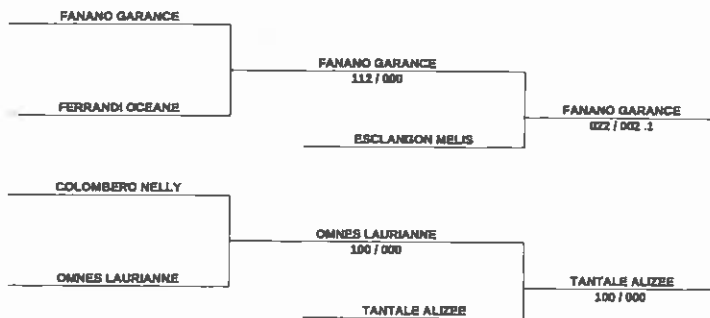 FANANO GARANCE
FANANO GARANCE
112 / 000
FERRANDI OCEANE
FANANO GARANCE
022 / 002 .1
ESCLANGON MELIS
COLOMBERO NELLY
OMNES LAURIANNE
100 / 000
OMNES LAURIANNE
TANTALE ALIZEE
100 / 000
TANTALE ALIZEE